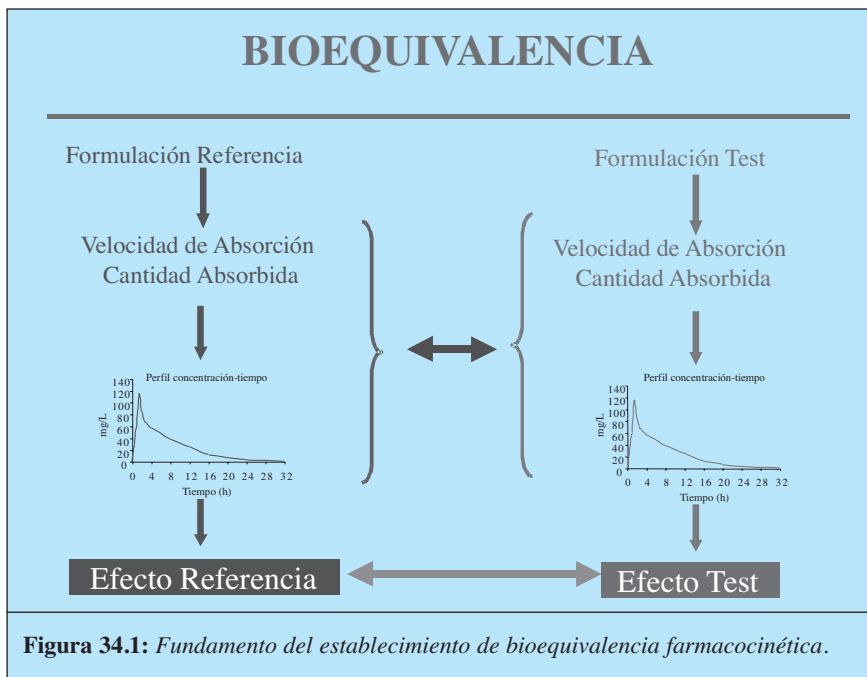 BIOEQUIVALENCIA
Formulación Referencia
Velocidad de Absorción
Cantidad Absorbida
Perfil concentración-tiempo
mg/L
140
120
100
80
60
40
20
0
0 4 8 12 16 20 24 28 32
Tiempo (h)
Efecto Referencia
Formulación Test
Velocidad de Absorción
Cantidad Absorbida
Perfil concentración-tiempo
mg/L
140
120
100
80
60
40
20
0
0 4 8 12 16 20 24 28 32
Tiempo (h)
Efecto Test
Figura 34.1: Fundamento del establecimiento de bioequivalencia farmacocinética.